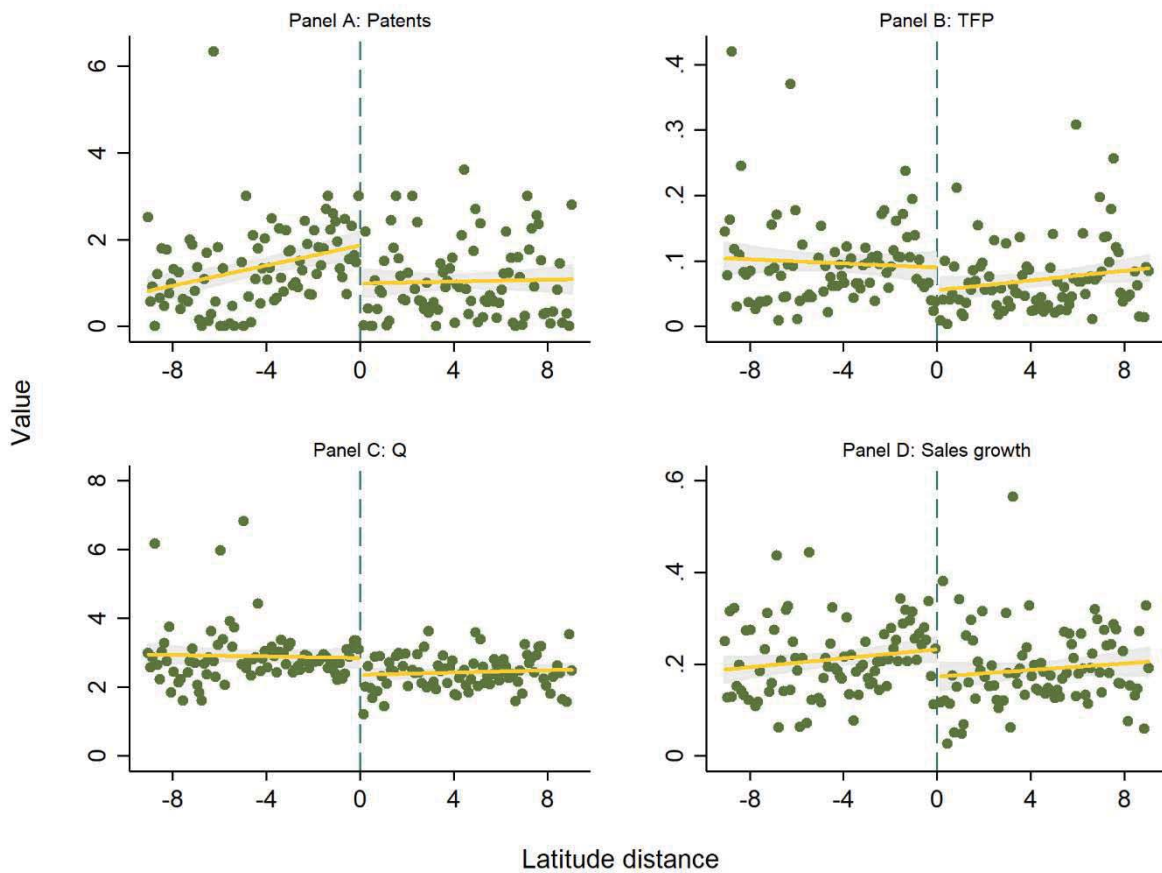 Panel A: Patents
Panel B: TFP
6
4
2
0
-8 -4 0 4 8
.4
.3
.2
.1
0
-8 -4 0 4 8
Value
Panel C: Q
Panel D: Sales growth
8
6
4
2
0
-8 -4 0 4 8
.6
.4
.2
0
-8 -4 0 4 8
Latitude distance